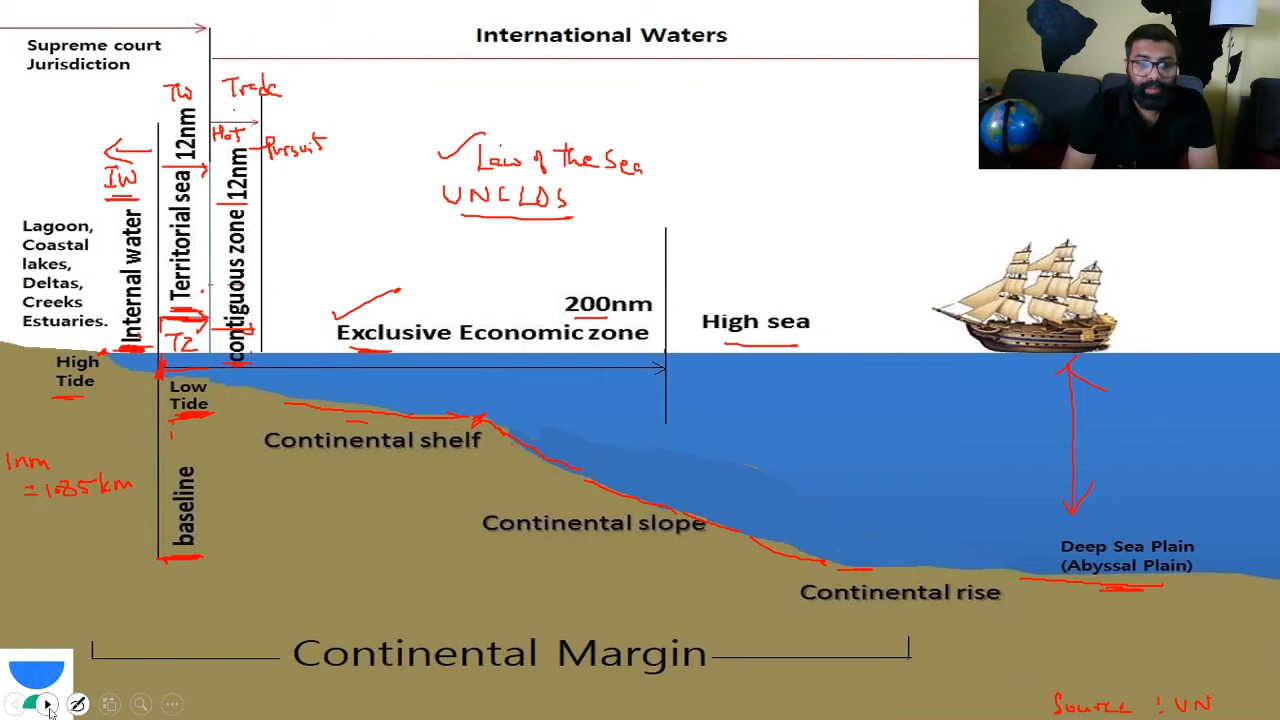 Supreme court
Jurisdiction
International Waters
TW
Trade
12nm
Hot
Pursuit
12nm
IW
Law of the Sea
UNCLOS
Lagoon,
Coastal
lakes,
Deltas,
Creeks
Estuaries.
Internal water
Territorial sea
contiguous zone
TZ
200nm
Exclusive Economic zone
High sea
High
Tide
Low
Tide
Continental shelf
1nm
=1.85km
baseline
Continental slope
Deep Sea Plain
(Abyssal Plain)
Continental rise
Continental Margin
Source : UN